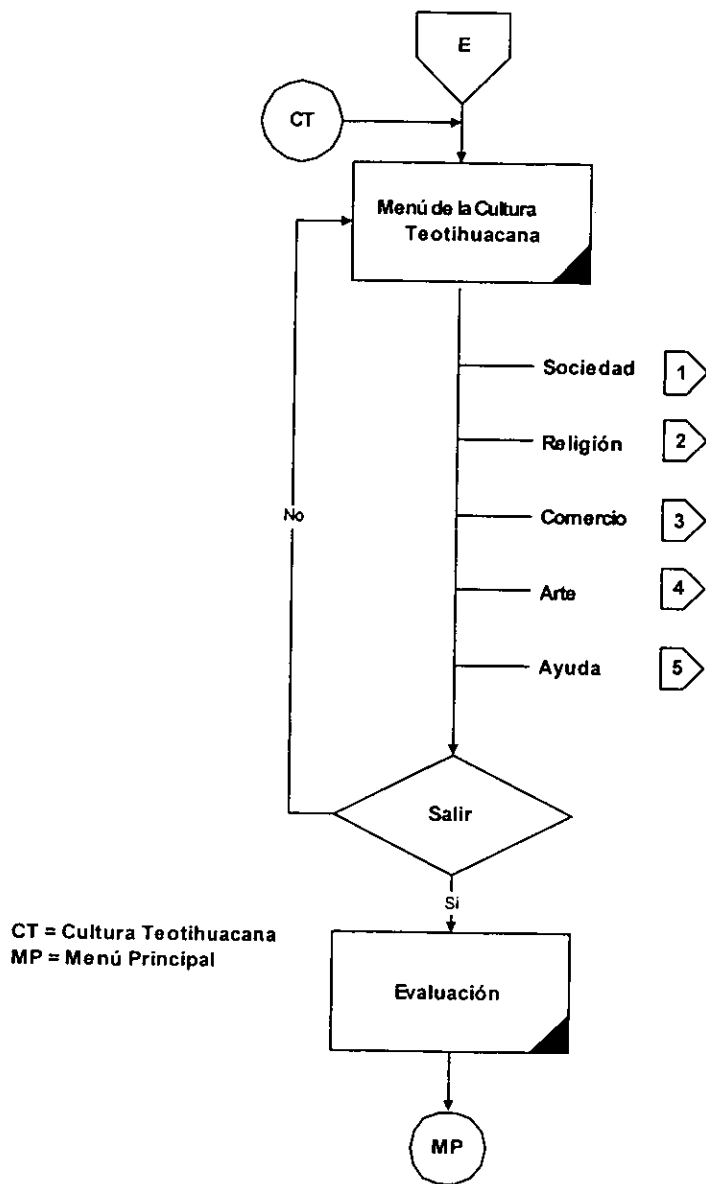 E
CT
Menú de la Cultura
Teotihuacana
Sociedad 1
Religión 2
No
Comercio 3
Arte 4
Ayuda 5
Salir
Si
CT = Cultura Teotihuacana
MP = Menú Principal
Evaluación
MP